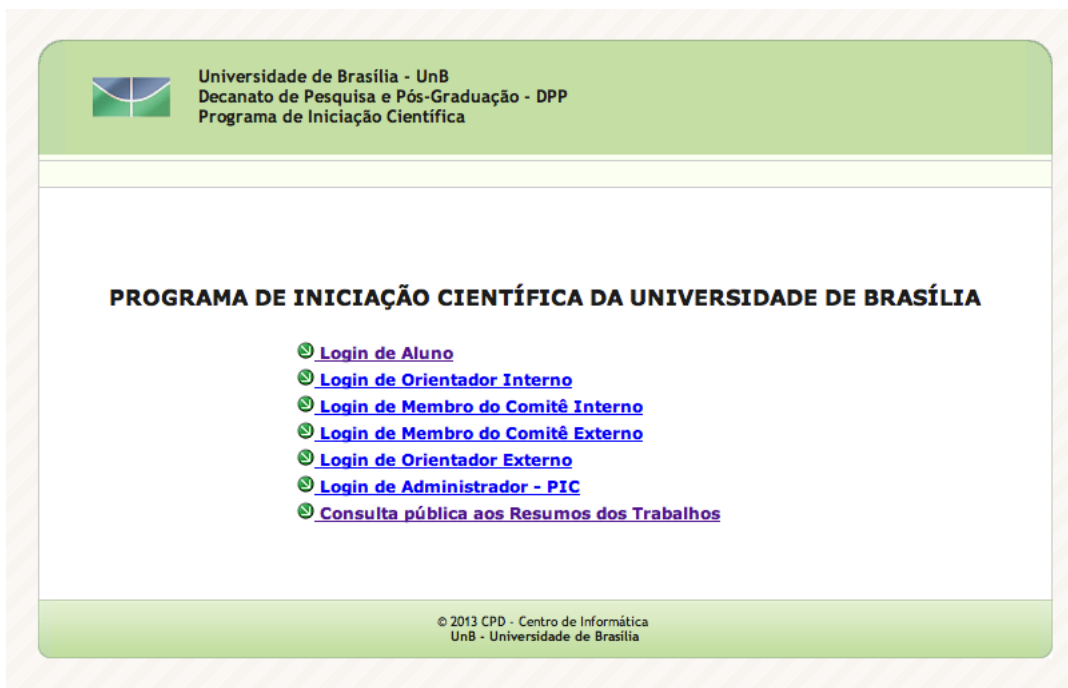 Universidade de Brasília - UnB
Decanato de Pesquisa e Pós-Graduação - DPP
Programa de Iniciação Científica
PROGRAMA DE INICIAÇÃO CIENTÍFICA DA UNIVERSIDADE DE BRASÍLIA
Login de Aluno
Login de Orientador Interno
Login de Membro do Comitê Interno
Login de Membro do Comitê Externo
Login de Orientador Externo
Login de Administrador - PIC
Consulta pública aos Resumos dos Trabalhos
© 2013 CPD - Centro de Informática
UnB - Universidade de Brasília